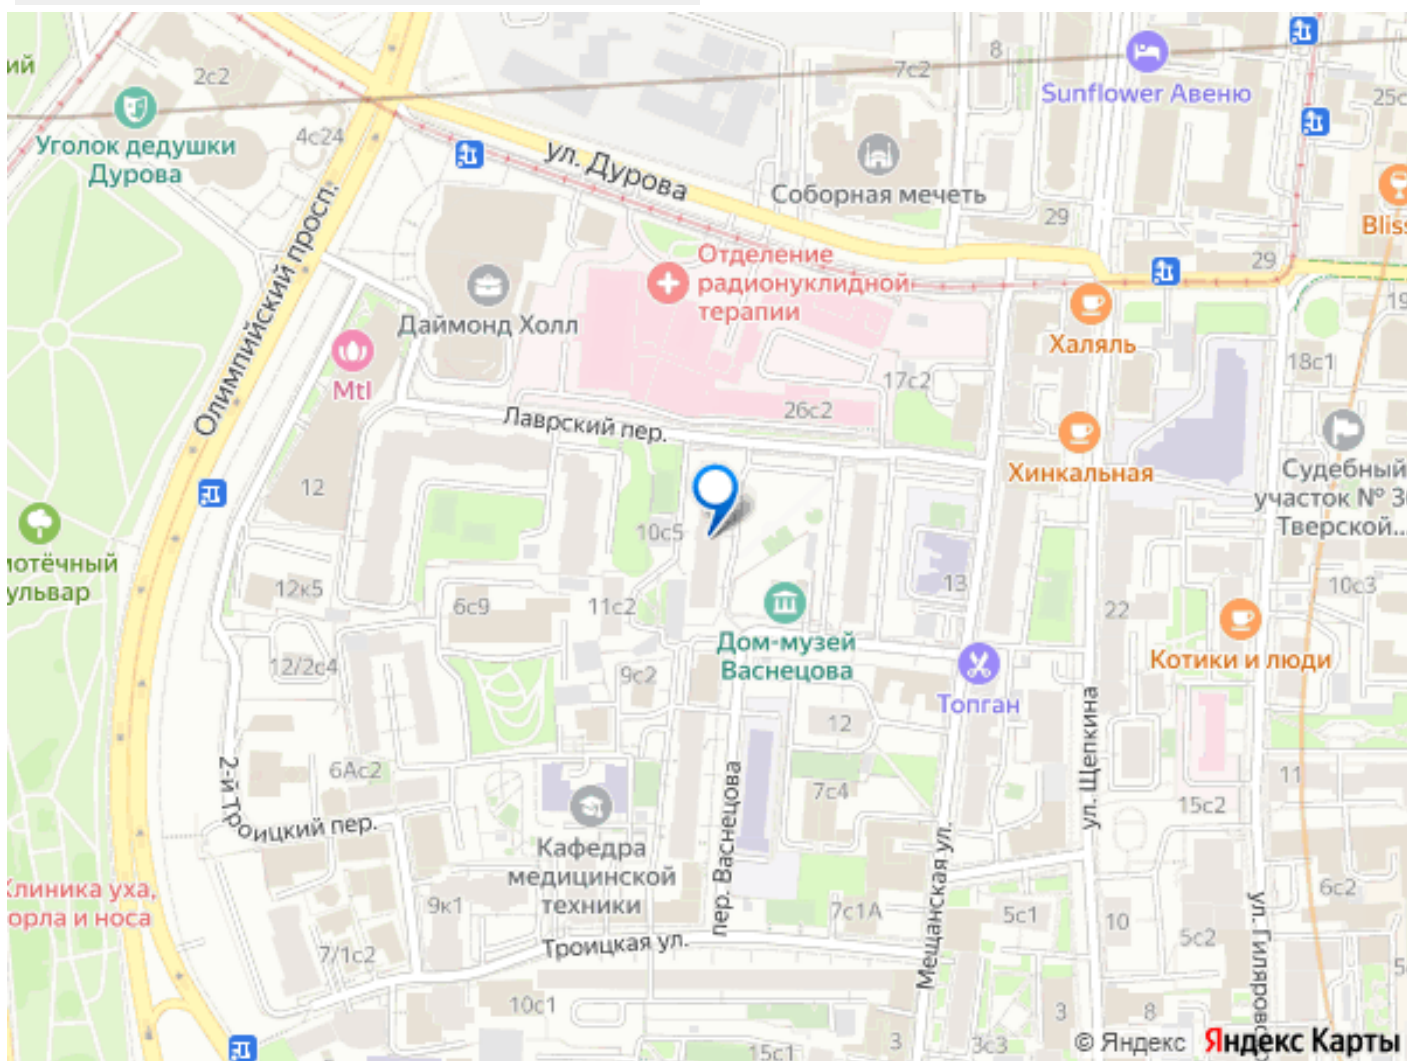 ий
2с2
Уголок дедушки
Дурова
4с24
ул. Дурова
7с2
8
Sunflower Авеню
25с
Соборная мечеть
29
Bliss
Олимпийский просп.
Даймонд Холл
Отделение
радионуклидной
терапии
29
19
Mtl
Халяль
18с1
17с2
26с2
Лаврский пер.
Хинкальная
Судебный
участок № 3
Тверской...
12
10с5
иотёчный
ульвар
12к5
6с9
11с2
13
22
10с3
Дом-музей
Васнецова
Котики и люди
12/2с4
9с2
Топган
12
ул. Щепкина
6Ас2
7с4
11
15с2
2-й Троицкий пер.
Кафедра
медицинской
техники
пер. Васнецова
Мещанская ул.
Клиника уха,
орла и носа
9к1
7с1А
5с1
10
6с2
5с2
ул. Гиляровс
7/1с2
Троицкая ул.
10с1
15с1
3
3с3
3
8
5
© Яндекс Яндекс Карты